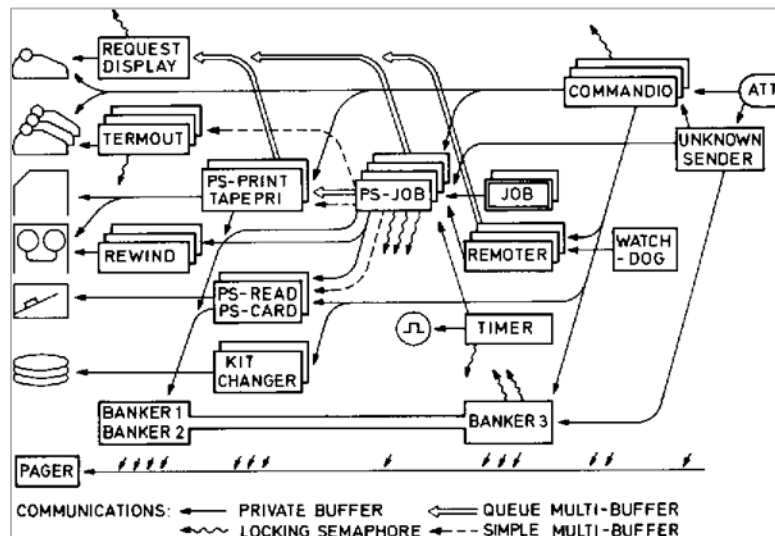 REQUEST
DISPLAY
COMMANDIO
ATT
TERMOUT
UNKNOWN
SENDER
PS-PRINT
TAPEPRI
PS-JOB
JOB
REWIND
REMOTER
WATCH
-DOG
PS-READ
PS-CARD
TIMER
KIT
CHANGER
BANKER 1
BANKER 2
BANKER 3
PAGER
COMMUNICATIONS: PRIVATE BUFFER QUEUE MULTI-BUFFER
LOCKING SEMAPHORE SIMPLE MULTI-BUFFER